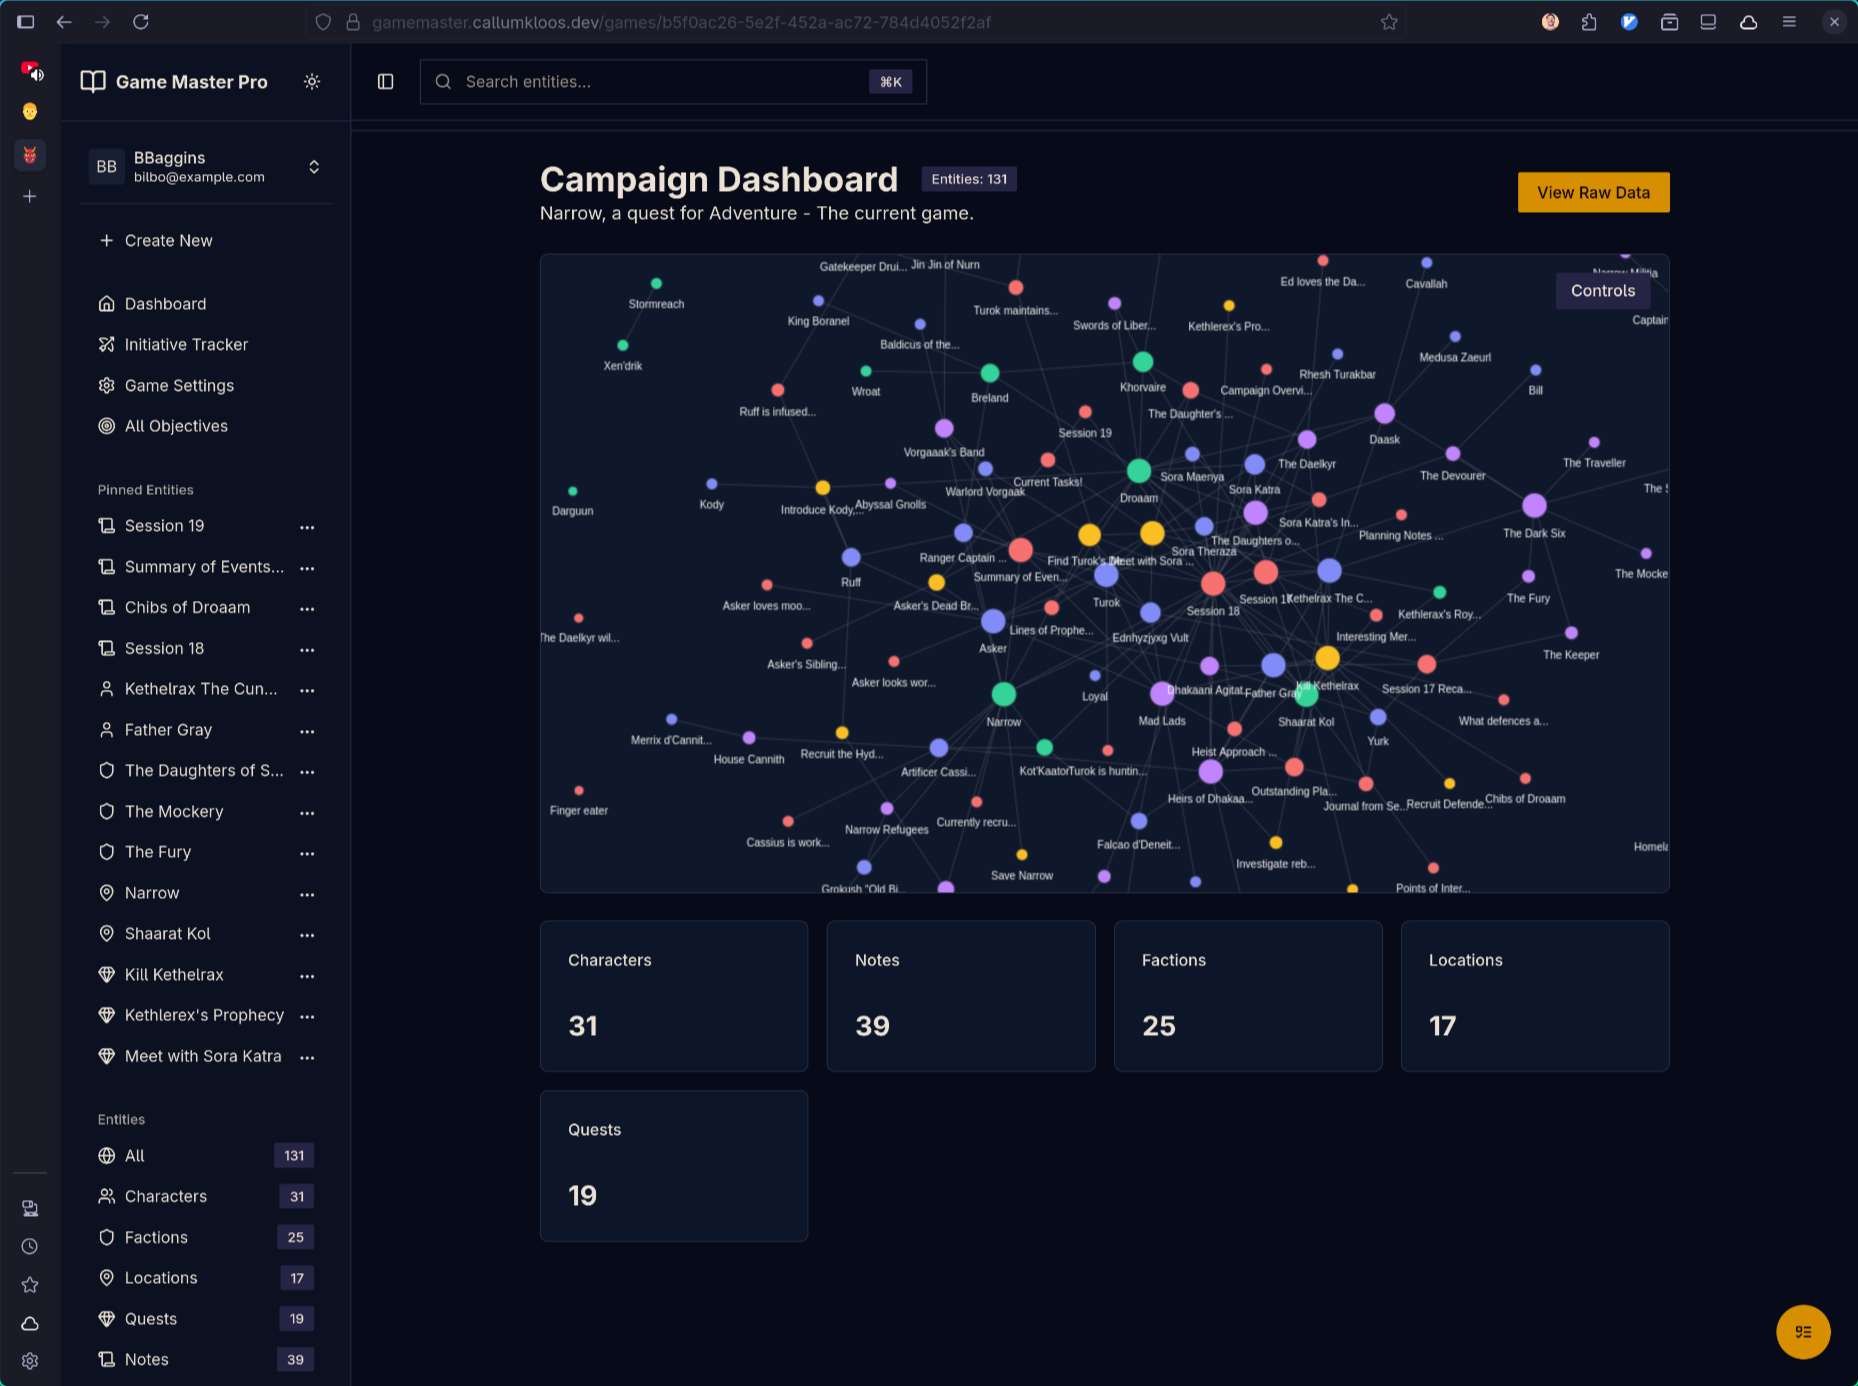 gamemaster.callumkloos.dev/games/b5f0ac26-5e2f-452a-ac72-784d4052f2af
Game Master Pro
Search entities...
⌘K
BB
BBaggins
bilbo@example.com
Create New
Dashboard
Initiative Tracker
Game Settings
All Objectives
Pinned Entities
Session 19
Summary of Events...
Chibs of Droaam
Session 18
Kethelrax The Cun...
Father Gray
The Daughters of S...
The Mockery
The Fury
Narrow
Shaarat Kol
Kill Kethelrax
Kethlerex's Prophecy
Meet with Sora Katra
Entities
All 131
Characters 31
Factions 25
Locations 17
Quests 19
Notes 39
Campaign Dashboard
Entities: 131
Narrow, a quest for Adventure - The current game.
View Raw Data
Controls
Gatekeeper Drui...
Jin Jin of Nurn
Ed loves the Da...
Cavallah
Narrow Militia
Stormreach
King Boranel
Turok maintains...
Swords of Liber...
Kethlerex's Pro...
Captain
Baldicus of the...
Medusa Zaeurl
Xen'drik
Wroat
Breland
Khorvaire
Campaign Overvi...
Rhesh Turakbar
Bill
Ruff is infused...
The Daughter's ...
Session 19
Daask
Vorgaaak's Band
The Daelkyr
The Traveller
Warlord Vorgaak
Current Tasks!
Sora Maenya
Sora Katra
The Devourer
The S
Kody
Introduce Kody,...
Abyssal Gnolls
Droaam
Darguun
Sora Katra's In...
Planning Notes ...
The Dark Six
Ranger Captain ...
Find Turok's
Meet with Sora ...
Sora Theraza
The Daughters o...
The Mocke
Ruff
Summary of Even...
Turok
Session 18
Session 17
Kethelrax The C...
The Fury
Asker loves moo...
Asker's Dead Br...
Kethlerax's Roy...
The Daelkyr wil...
Lines of Prophe...
Ednhyzjyxg Vult
Interesting Mer...
Asker
The Keeper
Asker's Sibling...
Asker looks wor...
Loyal
Dhakaani Agitat...
Father Gray
Kill Kethelrax
Session 17 Reca...
Narrow
Mad Lads
Shaarat Kol
What defences a...
Merrix d'Cannit...
House Cannith
Recruit the Hyd...
Yurk
Artificer Cassi...
Kot'Kaator
Turok is huntin...
Heist Approach ...
Heirs of Dhakaa...
Outstanding Pla...
Journal from Se...
Recruit Defende...
Chibs of Droaam
Finger eater
Cassius is work...
Narrow Refugees
Currently recru...
Falcao d'Deneit...
Homela
Save Narrow
Investigate reb...
Grokush "Old Bi...
Points of Inter...
Characters
31
Notes
39
Factions
25
Locations
17
Quests
19